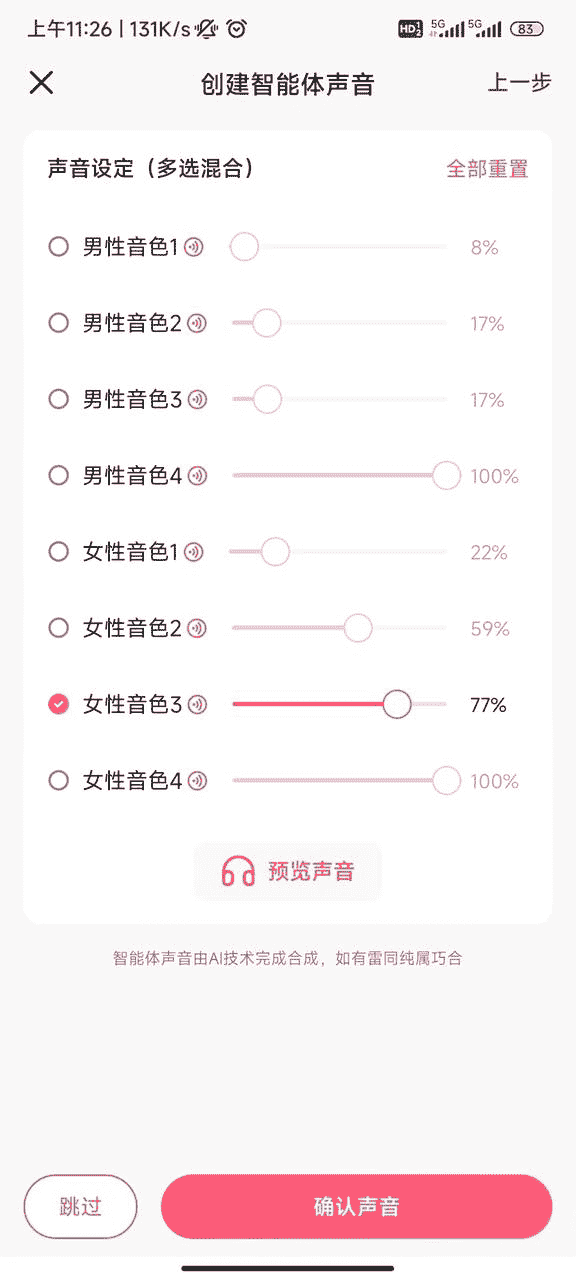 上午11:26 | 131K/s
HD 1 2 5G 5G 83
创建智能体声音
上一步
声音设定（多选混合）
全部重置
男性音色1 8%
男性音色2 17%
男性音色3 17%
男性音色4 100%
女性音色1 22%
女性音色2 59%
女性音色3 77%
女性音色4 100%
预览声音
智能体声音由AI技术完成合成，如有雷同纯属巧合
跳过
确认声音